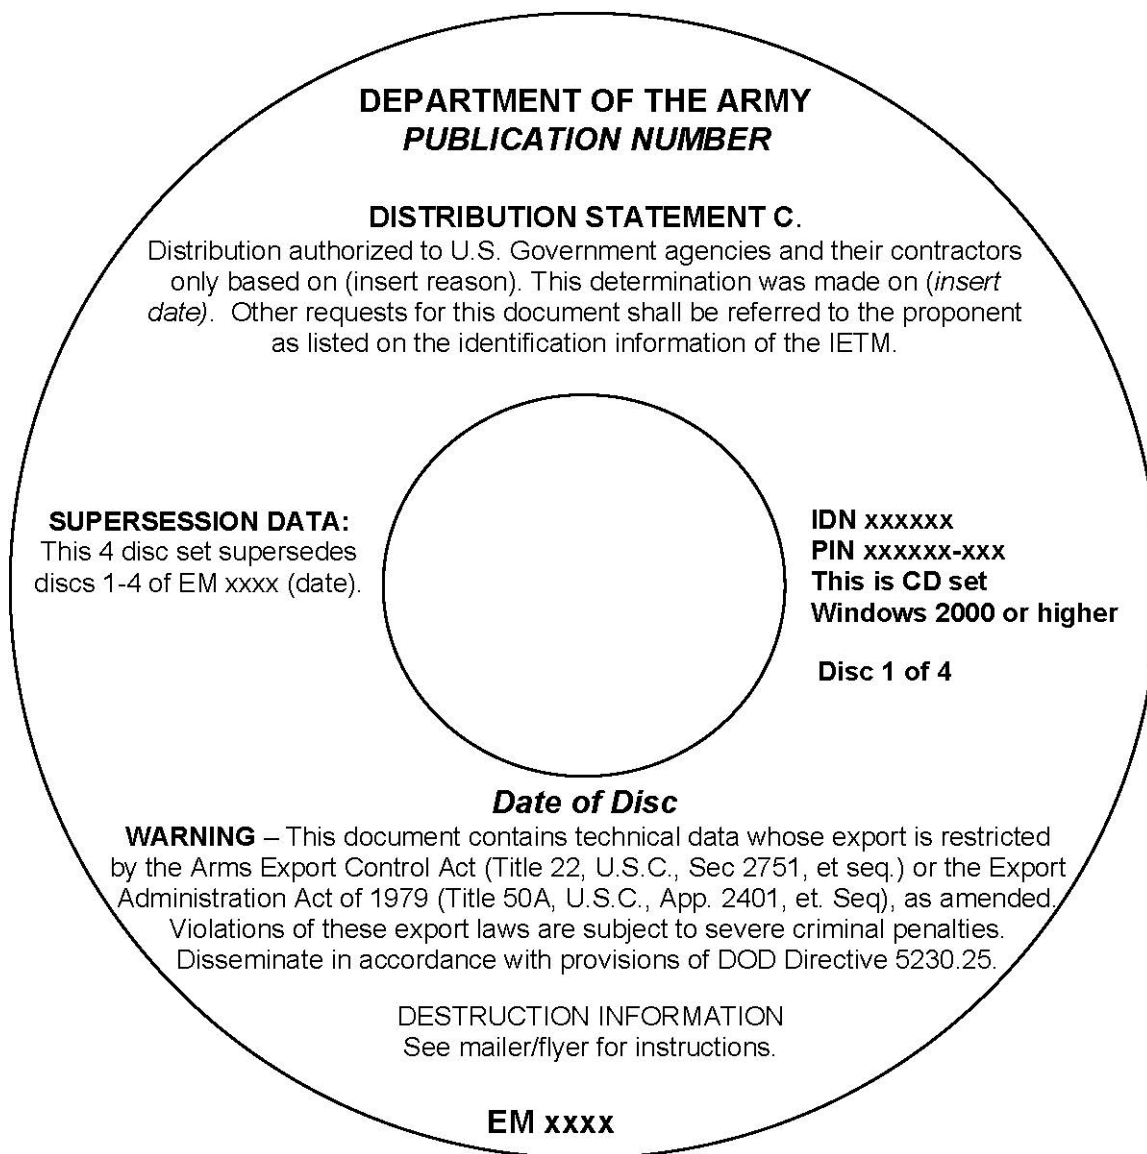 DEPARTMENT OF THE ARMY
PUBLICATION NUMBER
DISTRIBUTION STATEMENT C.
Distribution authorized to U.S. Government agencies and their contractors
only based on (insert reason). This determination was made on (insert
date).  Other requests for this document shall be referred to the proponent
as listed on the identification information of the IETM.
SUPERSESSION DATA:
This 4 disc set supersedes
discs 1-4 of EM xxxx (date).
IDN xxxxxx
PIN xxxxxx-xxx
This is CD set
Windows 2000 or higher
Disc 1 of 4
Date of Disc
WARNING – This document contains technical data whose export is restricted
by the Arms Export Control Act (Title 22, U.S.C., Sec 2751, et seq.) or the Export
Administration Act of 1979 (Title 50A, U.S.C., App. 2401, et. Seq), as amended.
Violations of these export laws are subject to severe criminal penalties.
Disseminate in accordance with provisions of DOD Directive 5230.25.
DESTRUCTION INFORMATION
See mailer/flyer for instructions.
EM xxxx